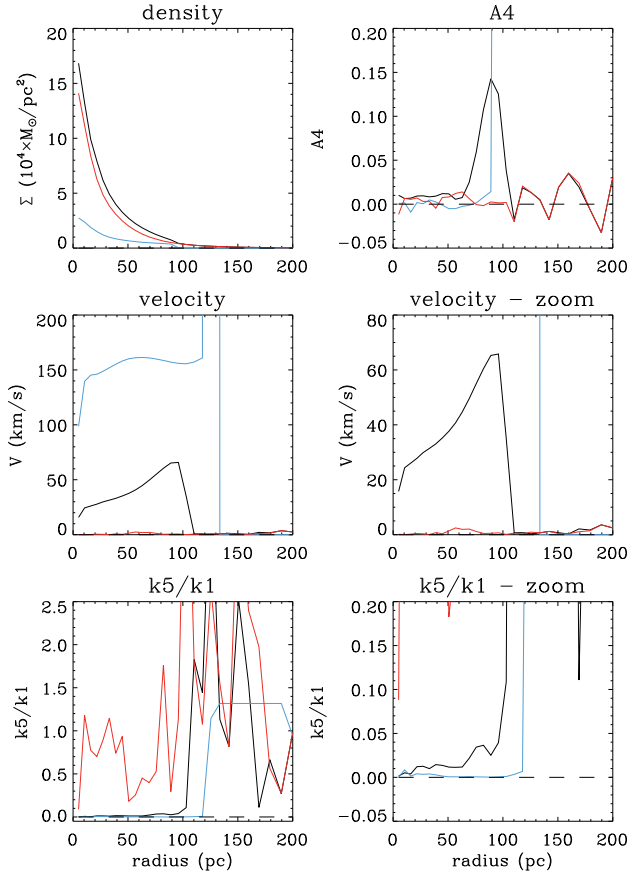 density
20
15
10
5
0
0 50 100 150 200
Σ (10⁴×M⊙/pc²)
A4
0.20
0.15
0.10
0.05
0.00
−0.05
0 50 100 150 200
A4
velocity
200
150
100
50
0
0 50 100 150 200
V (km/s)
velocity − zoom
80
60
40
20
0
0 50 100 150 200
V (km/s)
k5/k1
2.5
2.0
1.5
1.0
0.5
0.0
0 50 100 150 200
k5/k1
radius (pc)
k5/k1 − zoom
0.20
0.15
0.10
0.05
0.00
−0.05
0 50 100 150 200
k5/k1
radius (pc)